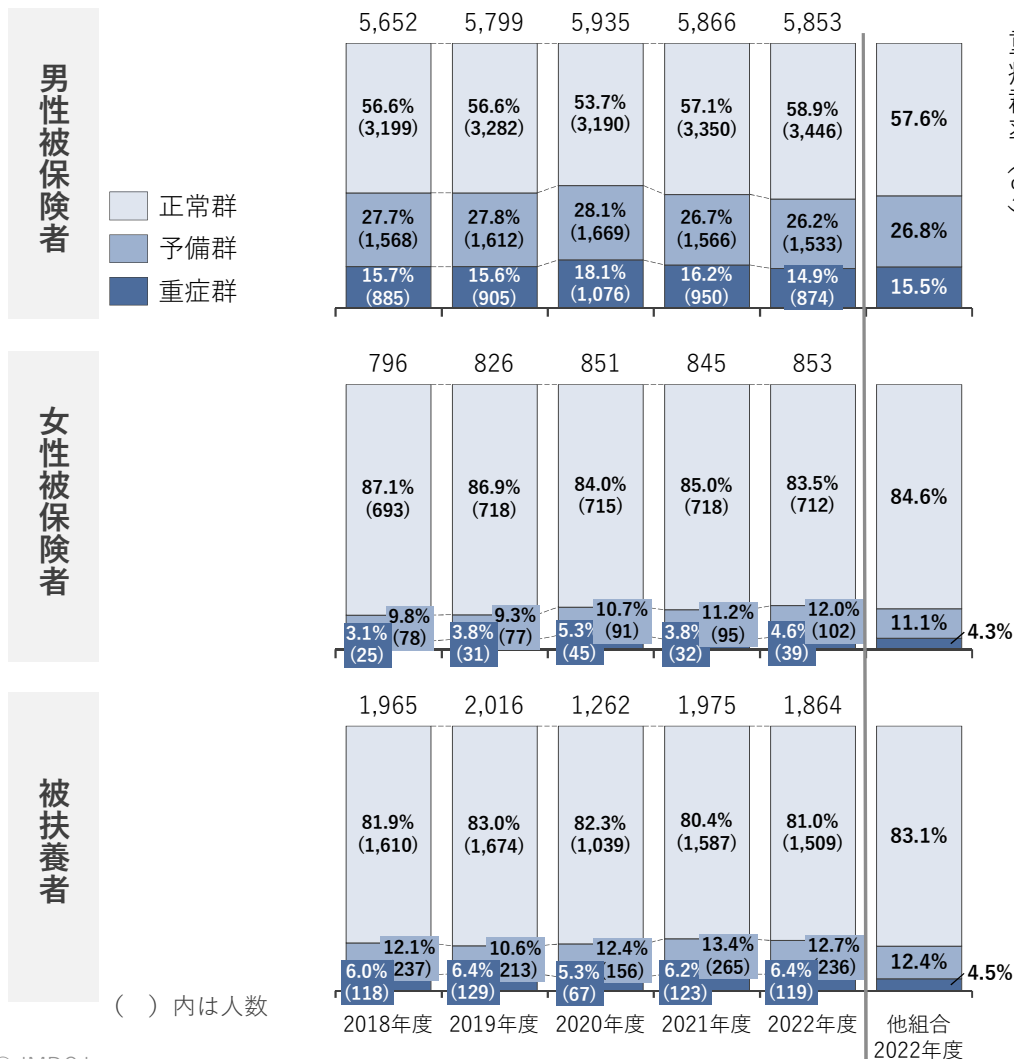 男性被保険者
正常群
予備群
重症群
5,652 5,799 5,935 5,866 5,853
56.6% 56.6% 53.7% 57.1% 58.9% 57.6%
(3,199) (3,282) (3,190) (3,350) (3,446)
27.7% 27.8% 28.1% 26.7% 26.2% 26.8%
(1,568) (1,612) (1,669) (1,566) (1,533)
15.7% 15.6% 18.1% 16.2% 14.9% 15.5%
(885) (905) (1,076) (950) (874)
女性被保険者
796 826 851 845 853
87.1% 86.9% 84.0% 85.0% 83.5% 84.6%
(693) (718) (715) (718) (712)
9.8% 9.3% 10.7% 11.2% 12.0% 11.1%
(78) (77) (91) (95) (102)
3.1% 3.8% 5.3% 3.8% 4.6% 4.3%
(25) (31) (45) (32) (39)
被扶養者
1,965 2,016 1,262 1,975 1,864
81.9% 83.0% 82.3% 80.4% 81.0% 83.1%
(1,610) (1,674) (1,039) (1,587) (1,509)
12.1% 10.6% 12.4% 13.4% 12.7% 12.4%
237) 213) 156) (265) 236)
6.0% 6.4% 5.3% 6.2% 6.4% 4.5%
(118) (129) (67) (123) (119)
( )内は人数
2018年度 2019年度 2020年度 2021年度 2022年度 他組合
2022年度